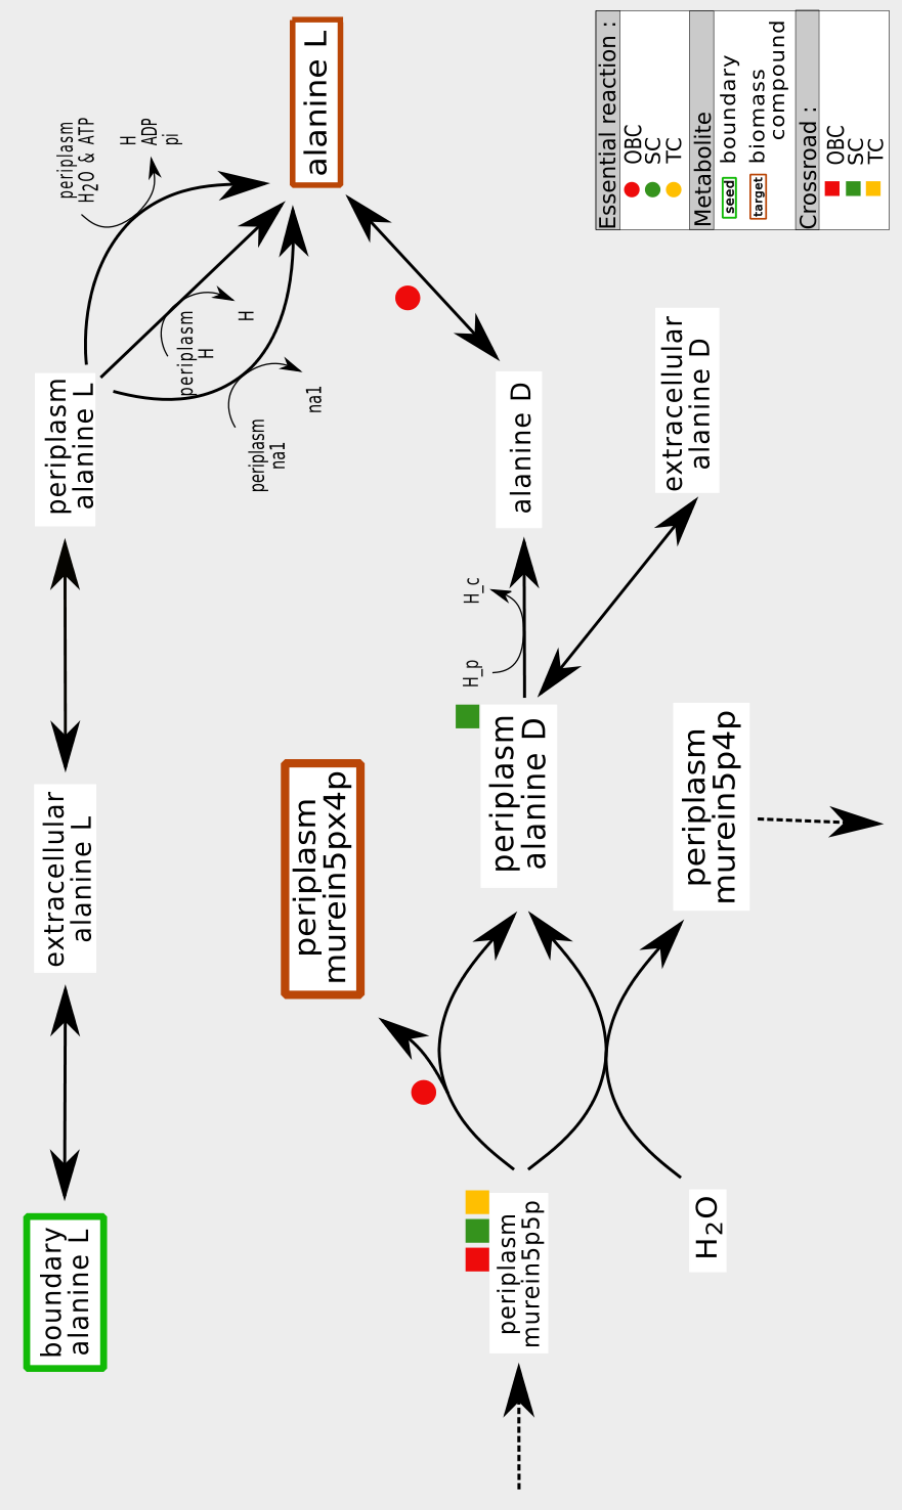 boundary
alanine L
extracellular
alanine L
periplasm
alanine L
periplasm
H2O & ATP
H
ADP
pi
periplasm
H
H
periplasm
na1
na1
alanine L
periplasm
murein5px4p
periplasm
murein5p5p
H2O
periplasm
alanine D
H_p
H_c
alanine D
periplasm
murein5p4p
extracellular
alanine D
Essential reaction :
OBC
SC
TC
Metabolite
seed boundary
target biomass
compound
Crossroad :
OBC
SC
TC